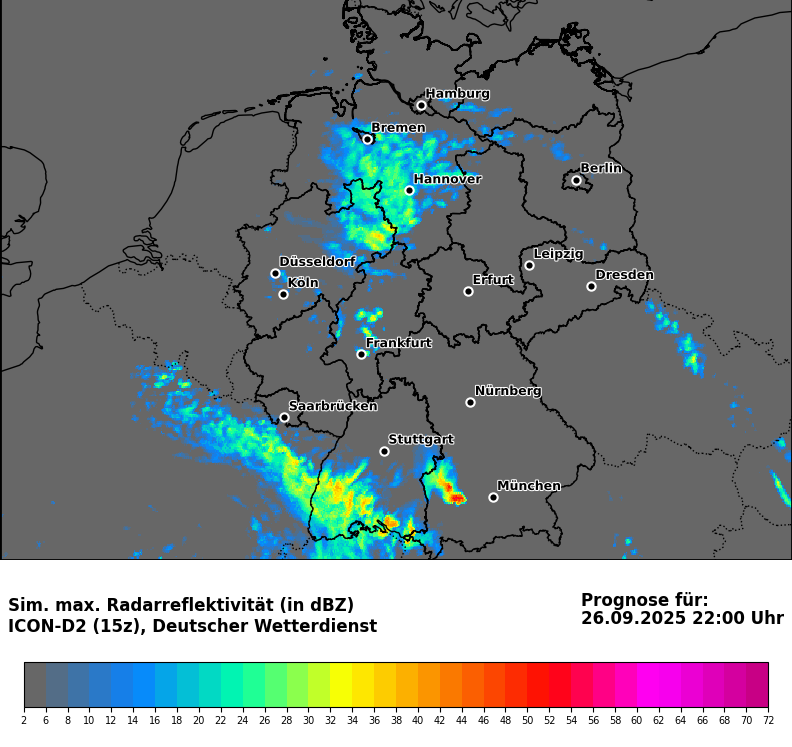 Hamburg
Bremen
Berlin
Hannover
Leipzig
Düsseldorf
Dresden
Köln
Erfurt
Frankfurt
Nürnberg
Saarbrücken
Stuttgart
München
Sim. max. Radarreflektivität (in dBZ)
ICON-D2 (15z), Deutscher Wetterdienst
Prognose für:
26.09.2025 22:00 Uhr
2 6 8 10 12 14 16 18 20 22 24 26 28 30 32 34 36 38 40 42 44 46 48 50 52 54 56 58 60 62 64 66 68 70 72